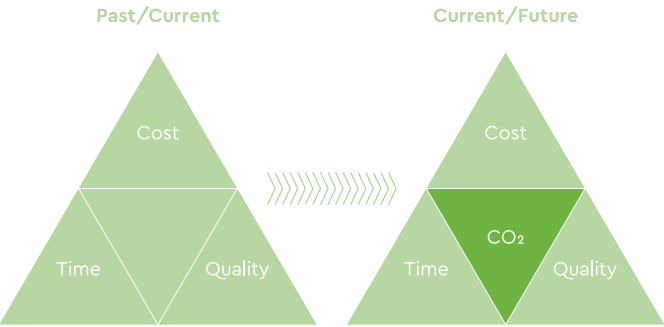 Past/Current
Current/Future
Cost
Cost
CO₂
Time
Quality
Time
Quality